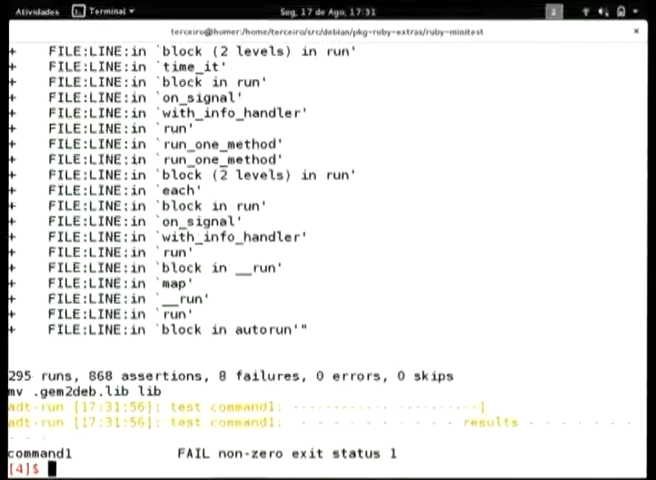 Atividades Terminal Seg, 17 de Ago, 17:31 2
terceiro@homer:/home/terceiro/src/debian/pkg-ruby-extras/ruby-minitest ×
+ FILE:LINE:in `block (2 levels) in run'
+ FILE:LINE:in `time_it'
+ FILE:LINE:in `block in run'
+ FILE:LINE:in `on_signal'
+ FILE:LINE:in `with_info_handler'
+ FILE:LINE:in `run'
+ FILE:LINE:in `run_one_method'
+ FILE:LINE:in `run_one_method'
+ FILE:LINE:in `block (2 levels) in run'
+ FILE:LINE:in `each'
+ FILE:LINE:in `block in run'
+ FILE:LINE:in `on_signal'
+ FILE:LINE:in `with_info_handler'
+ FILE:LINE:in `run'
+ FILE:LINE:in `block in __run'
+ FILE:LINE:in `map'
+ FILE:LINE:in `__run'
+ FILE:LINE:in `run'
+ FILE:LINE:in `block in autorun'"
295 runs, 868 assertions, 8 failures, 0 errors, 0 skips
mv .gem2deb.lib lib
adt-run [17:31:56]: test command1: -----------------------]
adt-run [17:31:56]: test command1: - - - - - - - - - - results - - - - - - -
- - -
command1 FAIL non-zero exit status 1
[4]$